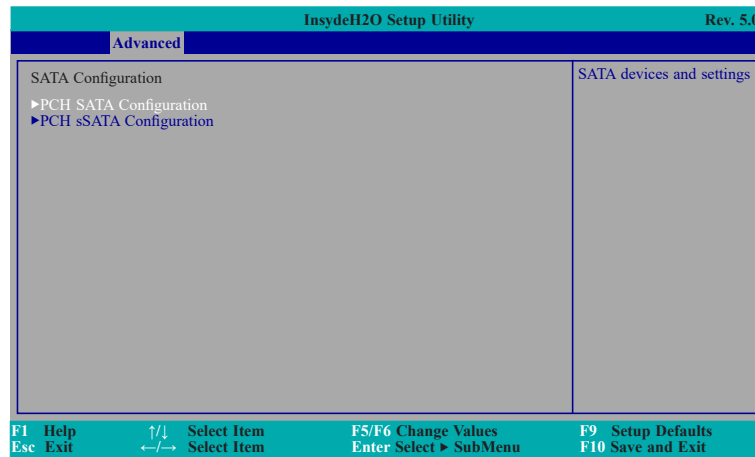 InsydeH2O Setup Utility Rev. 5.0
Advanced
SATA Configuration
SATA devices and settings
►PCH SATA Configuration
►PCH sSATA Configuration
F1 Help ↑/↓ Select Item F5/F6 Change Values F9 Setup Defaults
Esc Exit ←/→ Select Item Enter Select ► SubMenu F10 Save and Exit